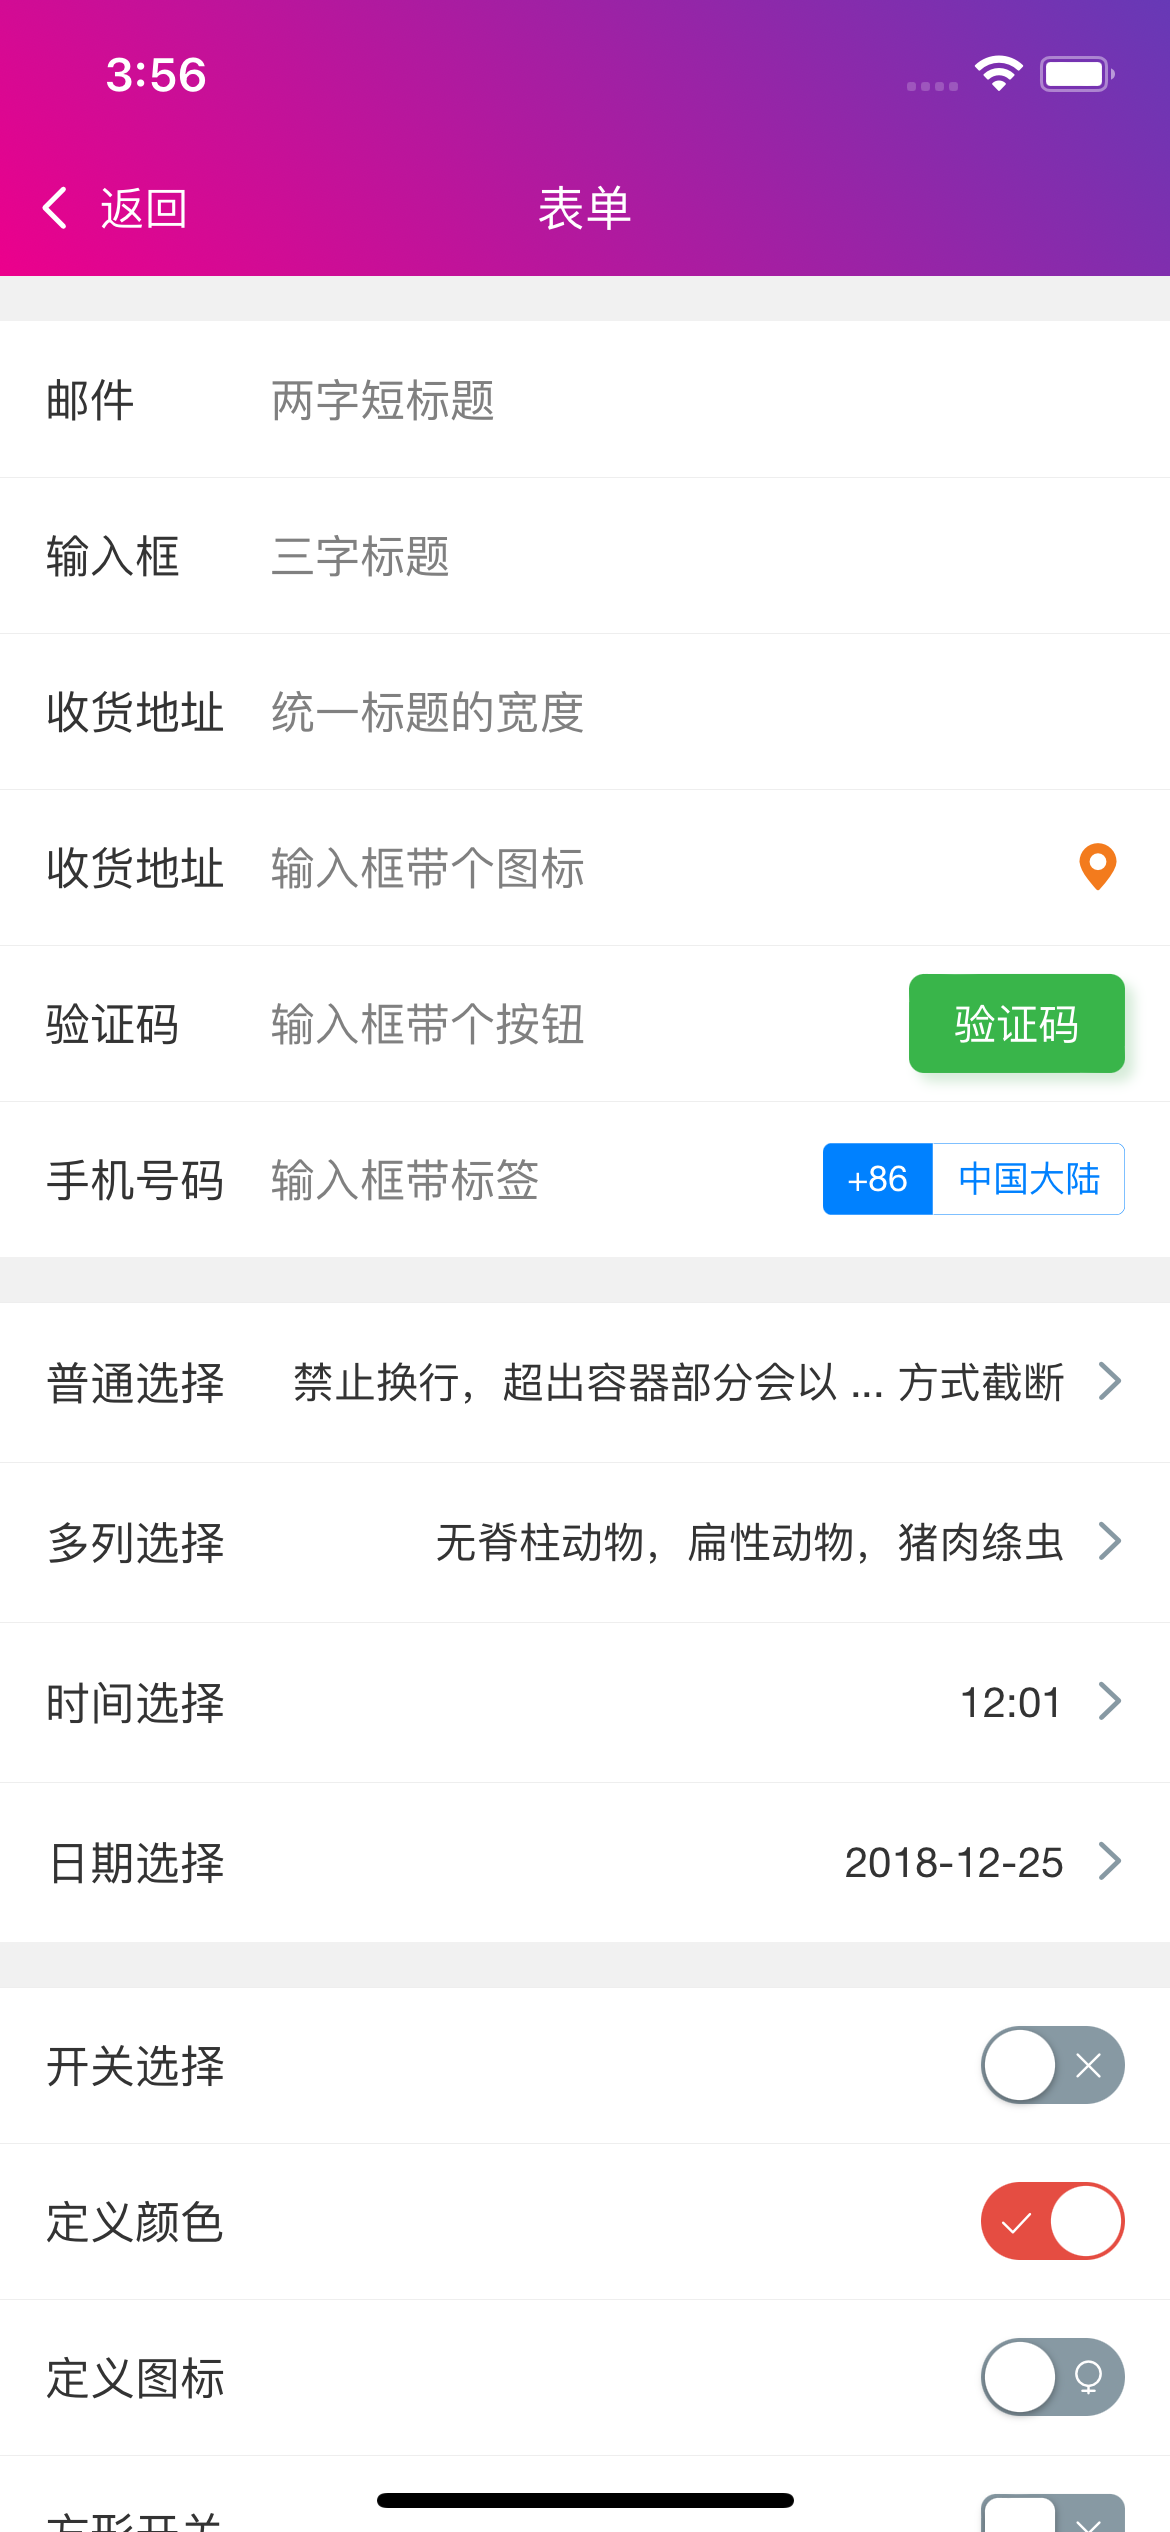 3:56
返回 表单
邮件 两字短标题
输入框 三字标题
收货地址 统一标题的宽度
收货地址 输入框带个图标
验证码 输入框带个按钮 验证码
手机号码 输入框带标签 +86 中国大陆
普通选择 禁止换行，超出容器部分会以 ... 方式截断
多列选择 无脊柱动物，扁性动物，猪肉绦虫
时间选择 12:01
日期选择 2018-12-25
开关选择
定义颜色
定义图标
方形开关